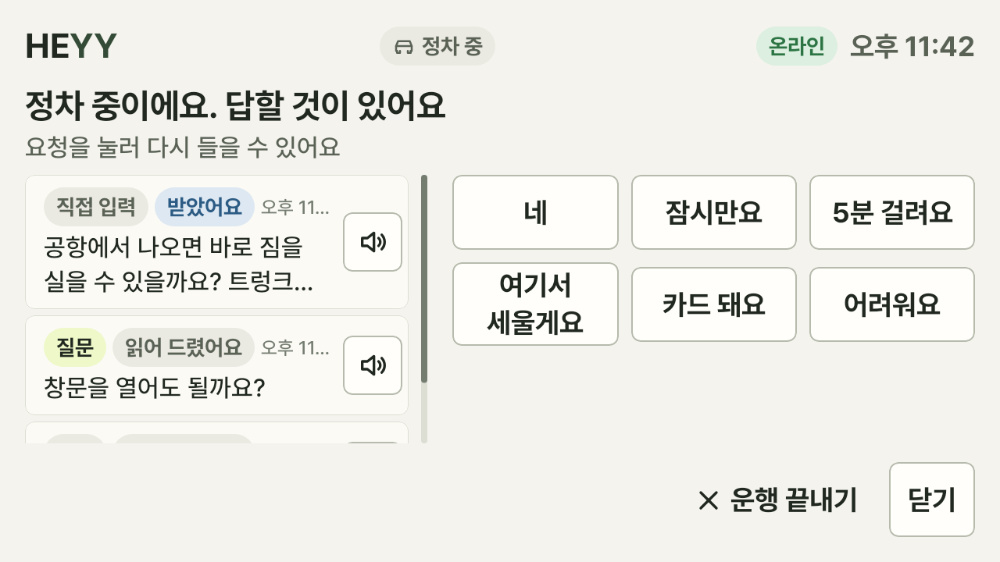 HEYY
정차 중
온라인 오후 11:42
정차 중이에요. 답할 것이 있어요
요청을 눌러 다시 들을 수 있어요
직접 입력 받았어요 오후 11...
공항에서 나오면 바로 짐을
실을 수 있을까요? 트렁크...
질문 읽어 드렸어요 오후 11...
창문을 열어도 될까요?
네
잠시만요
5분 걸려요
여기서
세울게요
카드 돼요
어려워요
운행 끝내기
닫기